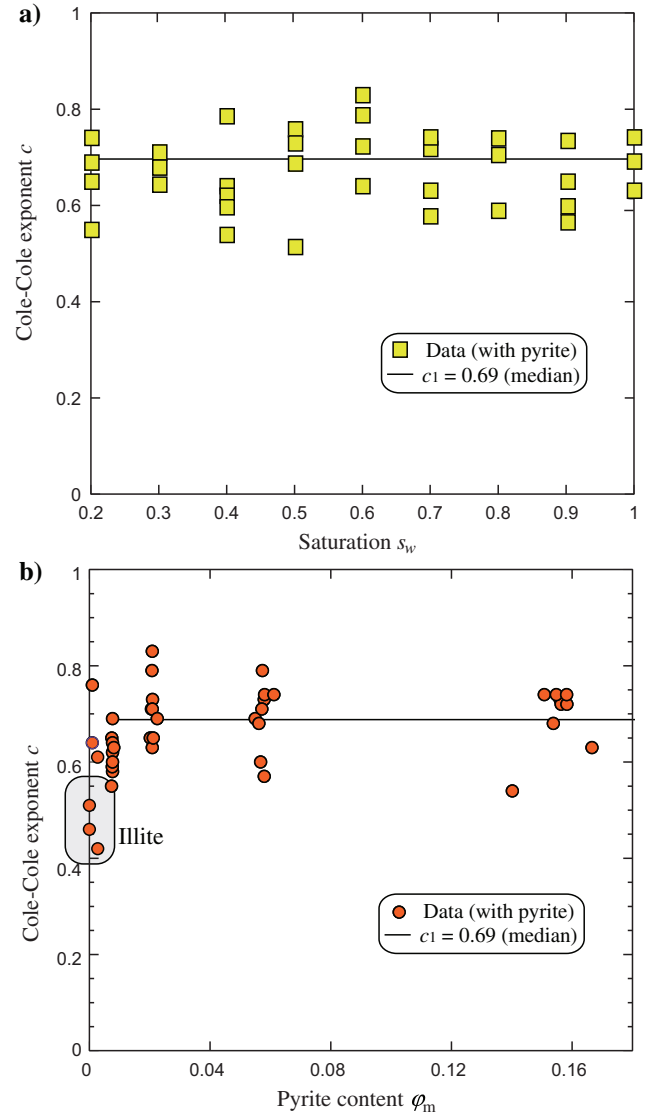 a)
1
0.8
0.6
0.4
0.2
0
Cole-Cole exponent c
Data (with pyrite)
c1 = 0.69 (median)
0.2 0.3 0.4 0.5 0.6 0.7 0.8 0.9 1
Saturation sw
b)
1
0.8
0.6
0.4
0.2
0
Cole-Cole exponent c
Illite
Data (with pyrite)
c1 = 0.69 (median)
0 0.04 0.08 0.12 0.16
Pyrite content φm